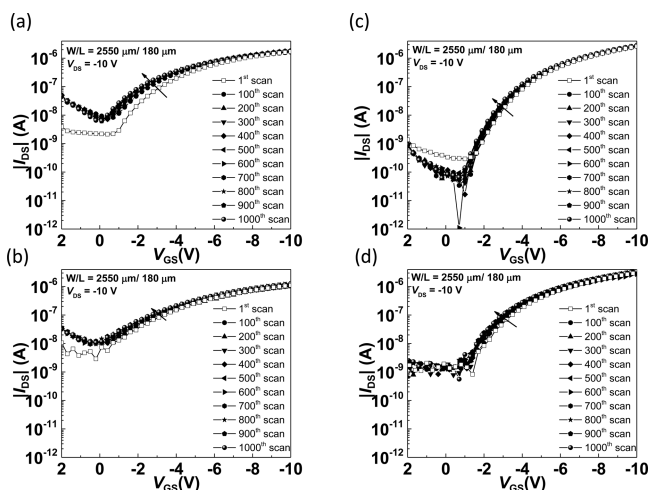 (a)
W/L = 2550 μm/ 180 μm
V_DS = -10 V
1st scan
100th scan
200th scan
300th scan
400th scan
500th scan
600th scan
700th scan
800th scan
900th scan
1000th scan
|I_DS| (A)
10^-6
10^-7
10^-8
10^-9
10^-10
10^-11
10^-12
2 0 -2 -4 -6 -8 -10
V_GS(V)
(c)
W/L = 2550 μm/ 180 μm
V_DS = -10 V
1st scan
100th scan
200th scan
300th scan
400th scan
500th scan
600th scan
700th scan
800th scan
900th scan
1000th scan
|I_DS| (A)
10^-6
10^-7
10^-8
10^-9
10^-10
10^-11
10^-12
2 0 -2 -4 -6 -8 -10
V_GS(V)
(b)
W/L = 2550 μm/ 180 μm
V_DS = -10 V
1st scan
100th scan
200th scan
300th scan
400th scan
500th scan
600th scan
700th scan
800th scan
900th scan
1000th scan
|I_DS| (A)
10^-6
10^-7
10^-8
10^-9
10^-10
10^-11
10^-12
2 0 -2 -4 -6 -8 -10
V_GS(V)
(d)
W/L = 2550 μm/ 180 μm
V_DS = -10 V
1st scan
100th scan
200th scan
300th scan
400th scan
500th scan
600th scan
700th scan
800th scan
900th scan
1000th scan
|I_DS| (A)
10^-6
10^-7
10^-8
10^-9
10^-10
10^-11
10^-12
2 0 -2 -4 -6 -8 -10
V_GS(V)